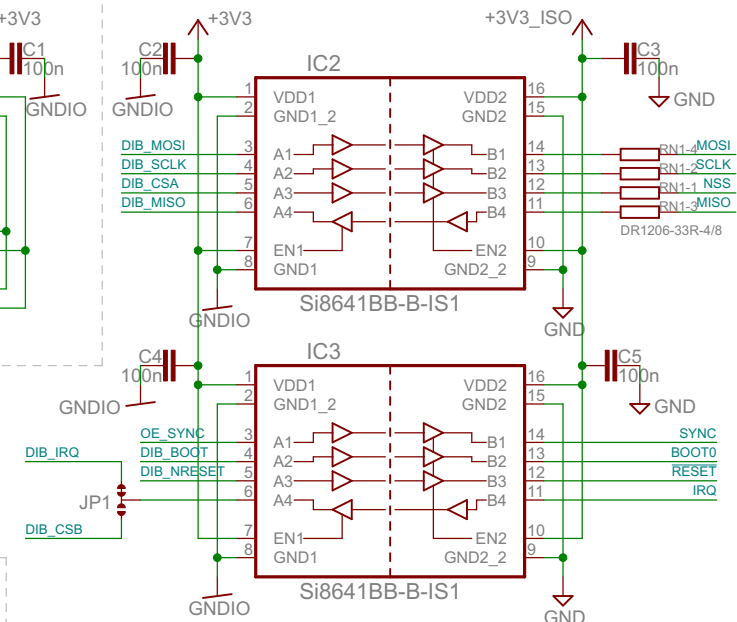 +3V3
+3V3
+3V3_ISO
C1
100n
GNDIO
C2
100n
GNDIO
IC2
C3
100n
GND
1
VDD1
VDD2
16
2
GND1_2
GND2
15
DIB_MOSI
3
A1
B1
14
RN1-4
MOSI
DIB_SCLK
4
A2
B2
13
RN1-2
SCLK
DIB_CSA
5
A3
B3
12
RN1-1
NSS
DIB_MISO
6
A4
B4
11
RN1-3
MISO
DR1206-33R-4/8
7
EN1
EN2
10
8
GND1
GND2_2
9
GNDIO
Si8641BB-B-IS1
GND
C4
100n
GNDIO
IC3
C5
100n
GND
1
VDD1
VDD2
16
2
GND1_2
GND2
15
OE_SYNC
3
A1
B1
14
SYNC
DIB_IRQ
DIB_BOOT
4
A2
B2
13
BOOT0
DIB_NRESET
5
A3
B3
12
RESET
JP1
6
A4
B4
11
IRQ
DIB_CSB
7
EN1
EN2
10
8
GND1
GND2_2
9
GNDIO
Si8641BB-B-IS1
GND